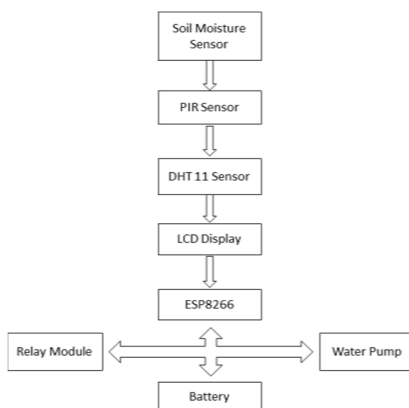 Soil Moisture
Sensor
PIR Sensor
DHT 11 Sensor
LCD Display
ESP8266
Relay Module
Water Pump
Battery